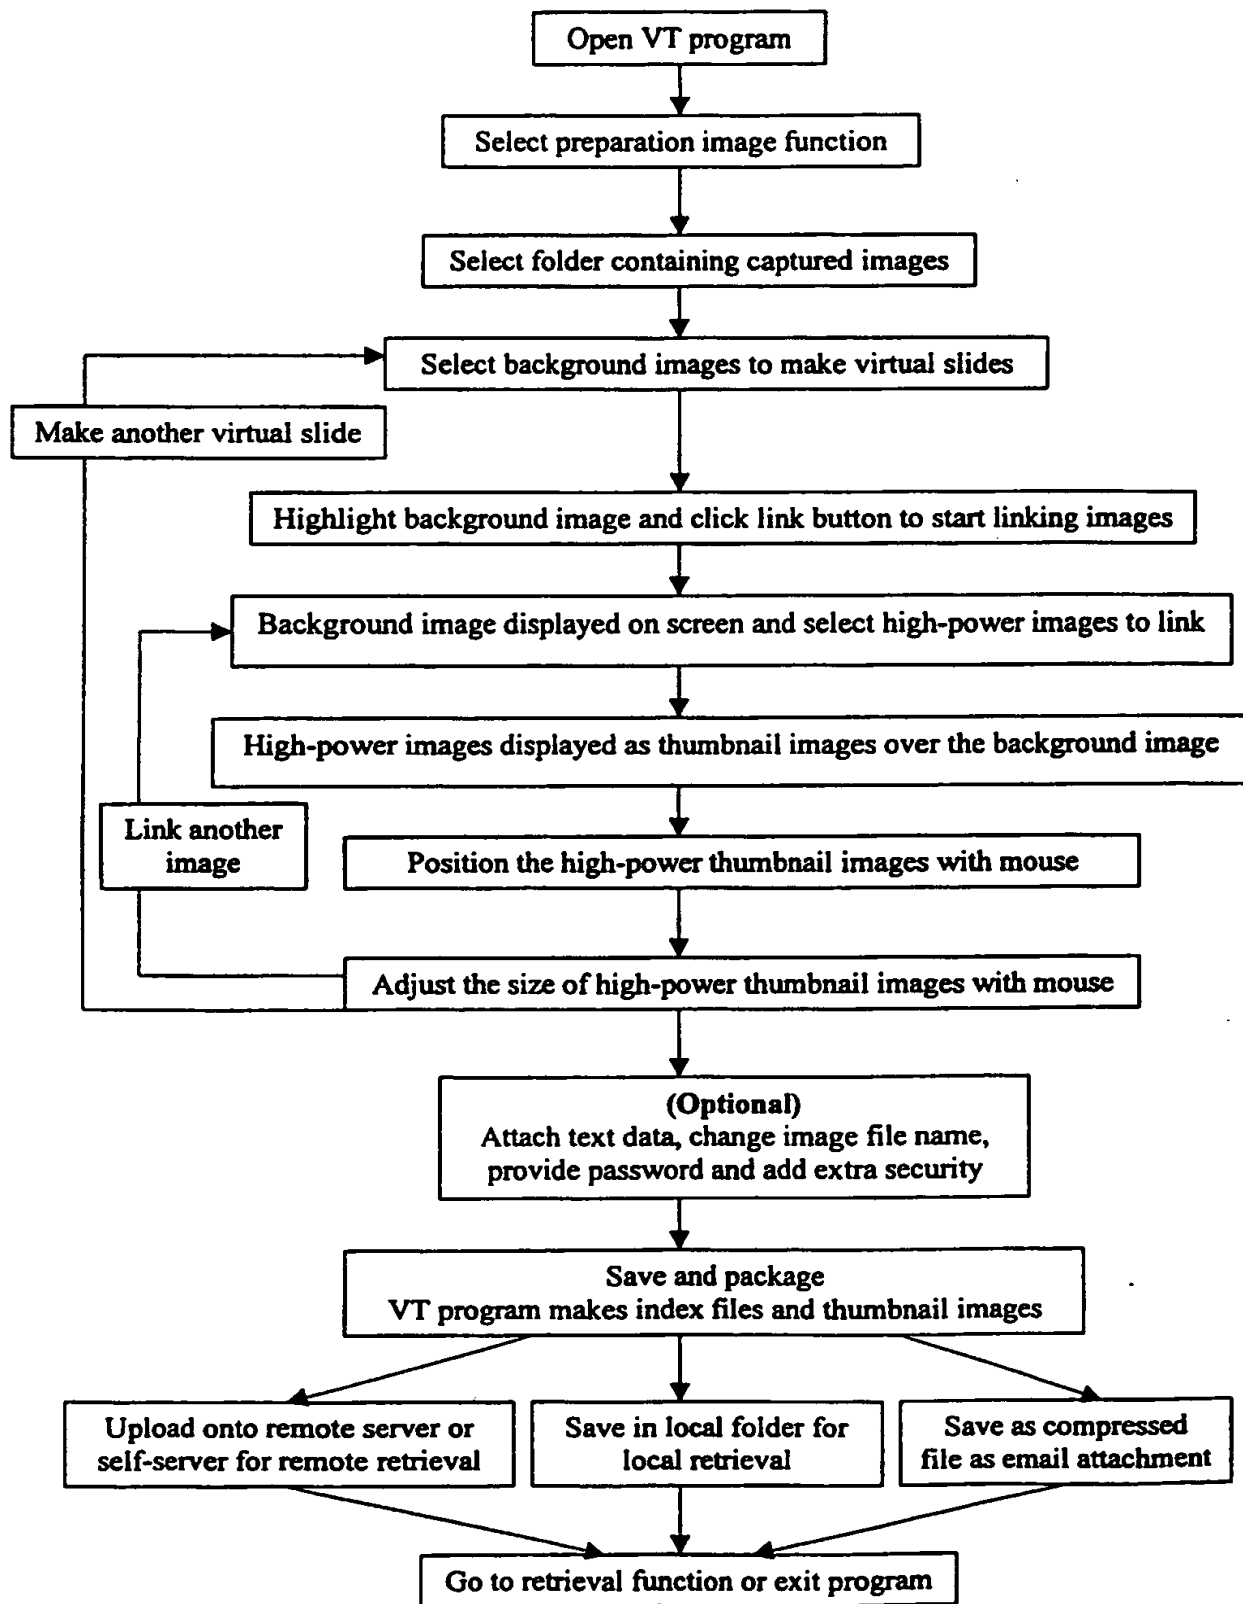 Open VT program
Select preparation image function
Select folder containing captured images
Select background images to make virtual slides
Make another virtual slide
Highlight background image and click link button to start linking images
Background image displayed on screen and select high-power images to link
High-power images displayed as thumbnail images over the background image
Link another
image
Position the high-power thumbnail images with mouse
Adjust the size of high-power thumbnail images with mouse
(Optional)
Attach text data, change image file name,
provide password and add extra security
Save and package
VT program makes index files and thumbnail images
Upload onto remote server or
self-server for remote retrieval
Save in local folder for
local retrieval
Save as compressed
file as email attachment
Go to retrieval function or exit program